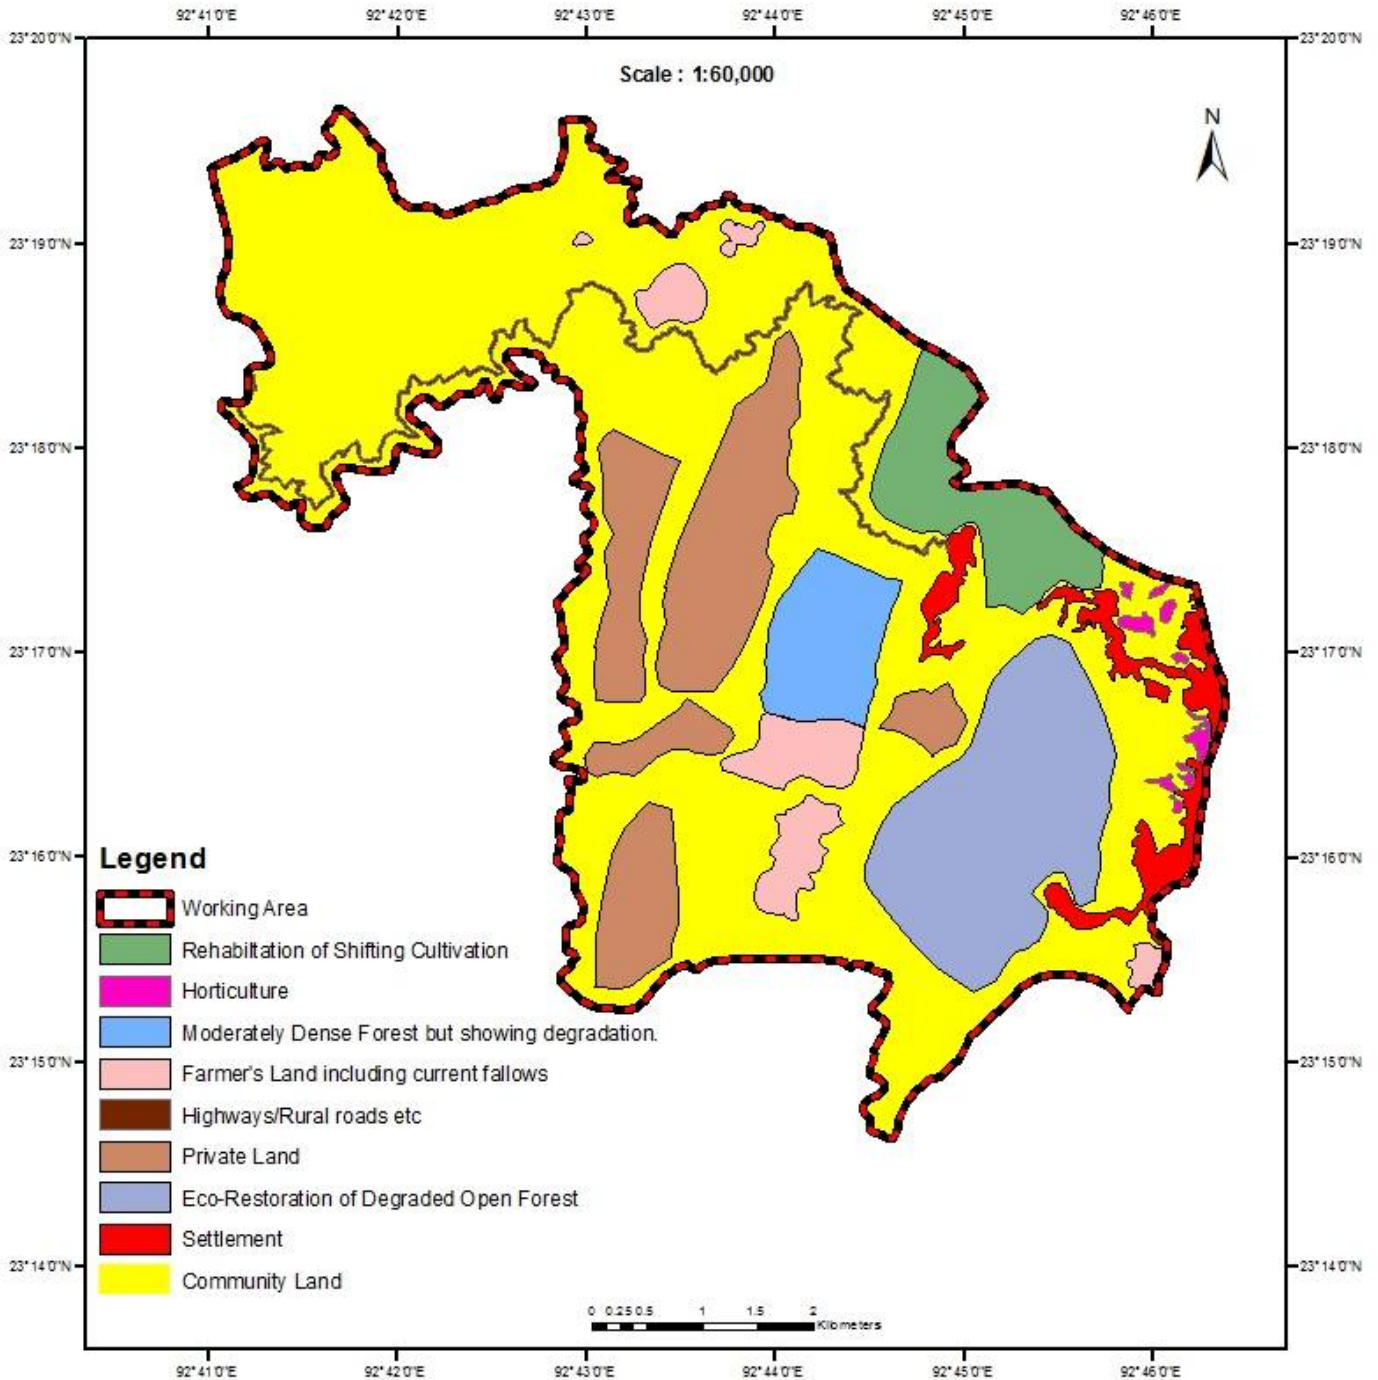 92°41'0"E 92°42'0"E 92°43'0"E 92°44'0"E 92°45'0"E 92°46'0"E
23°20'0"N 23°20'0"N
Scale : 1:60,000
N
23°19'0"N 23°19'0"N
23°18'0"N 23°18'0"N
23°17'0"N 23°17'0"N
23°16'0"N 23°16'0"N
Legend
Working Area
Rehabiltation of Shifting Cultivation
Horticulture
Moderately Dense Forest but showing degradation.
23°15'0"N 23°15'0"N
Farmer's Land including current fallows
Highways/Rural roads etc
Private Land
Eco-Restoration of Degraded Open Forest
Settlement
23°14'0"N 23°14'0"N
Community Land
0 0.25 0.5 1 1.5 2
Kilometers
92°41'0"E 92°42'0"E 92°43'0"E 92°44'0"E 92°45'0"E 92°46'0"E